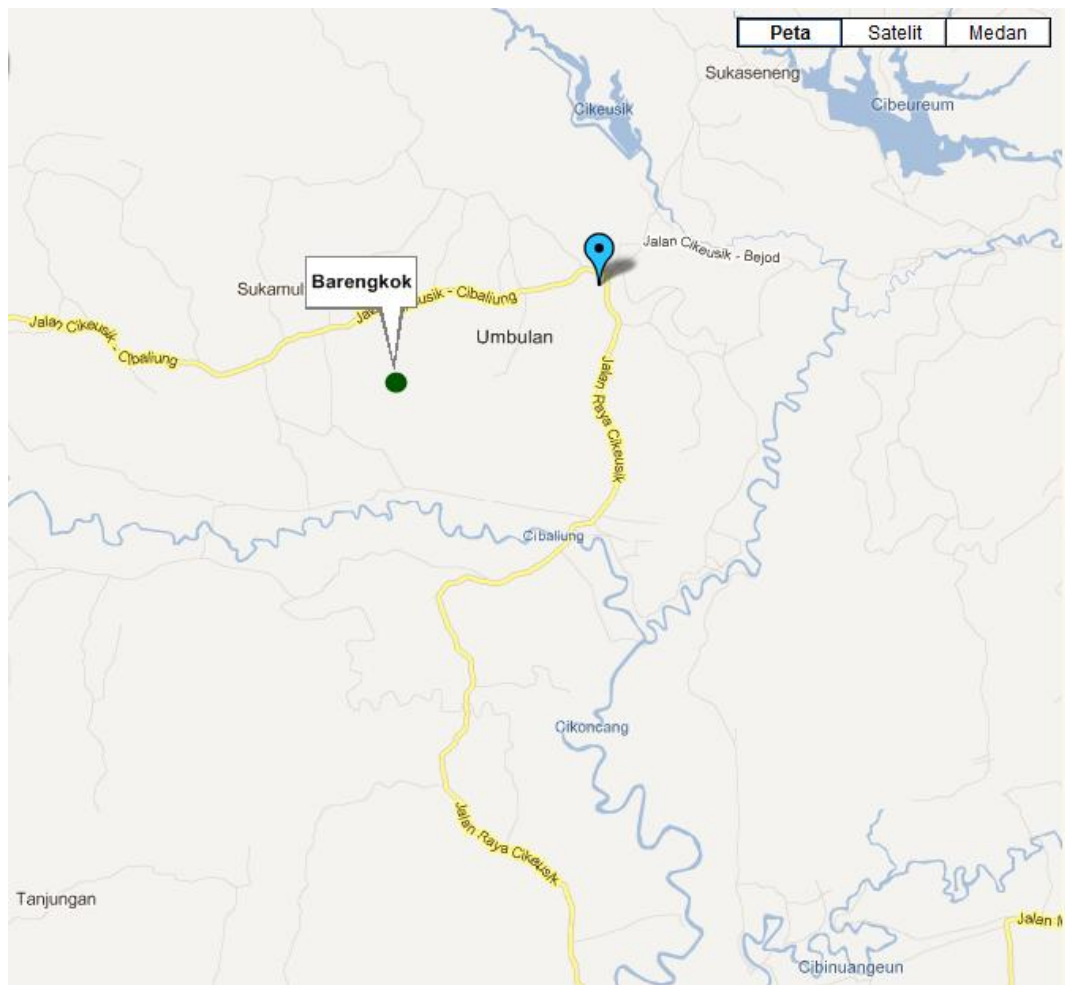 Peta Satelit Medan
Sukaseneng
Cikeusik
Cibeureum
Jalan Cikeusik - Bejod
Barengkok
Sukamul
Jalan Cikeusik - Cibaliung
Jalan Cikeusik - Cibaliung
Umbulan
Jalan Raya Cikeusik
Cibaliung
Cikoncang
Jalan Raya Cikeusik
Tanjungan
Jalan
Cibinuangeun